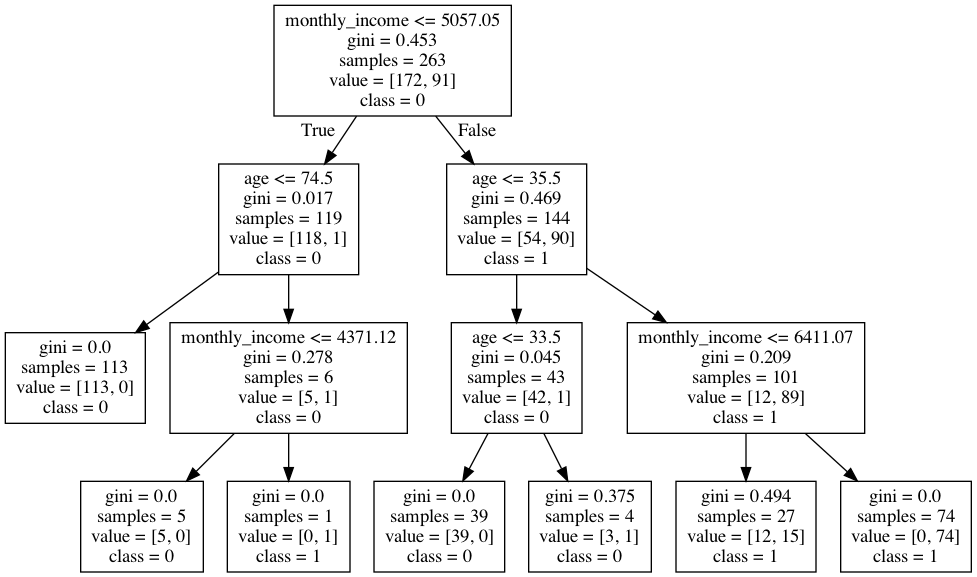 monthly_income <= 5057.05
gini = 0.453
samples = 263
value = [172, 91]
class = 0
True
False
age <= 74.5
gini = 0.017
samples = 119
value = [118, 1]
class = 0
age <= 35.5
gini = 0.469
samples = 144
value = [54, 90]
class = 1
gini = 0.0
samples = 113
value = [113, 0]
class = 0
monthly_income <= 4371.12
gini = 0.278
samples = 6
value = [5, 1]
class = 0
age <= 33.5
gini = 0.045
samples = 43
value = [42, 1]
class = 0
monthly_income <= 6411.07
gini = 0.209
samples = 101
value = [12, 89]
class = 1
gini = 0.0
samples = 5
value = [5, 0]
class = 0
gini = 0.0
samples = 1
value = [0, 1]
class = 1
gini = 0.0
samples = 39
value = [39, 0]
class = 0
gini = 0.375
samples = 4
value = [3, 1]
class = 0
gini = 0.494
samples = 27
value = [12, 15]
class = 1
gini = 0.0
samples = 74
value = [0, 74]
class = 1